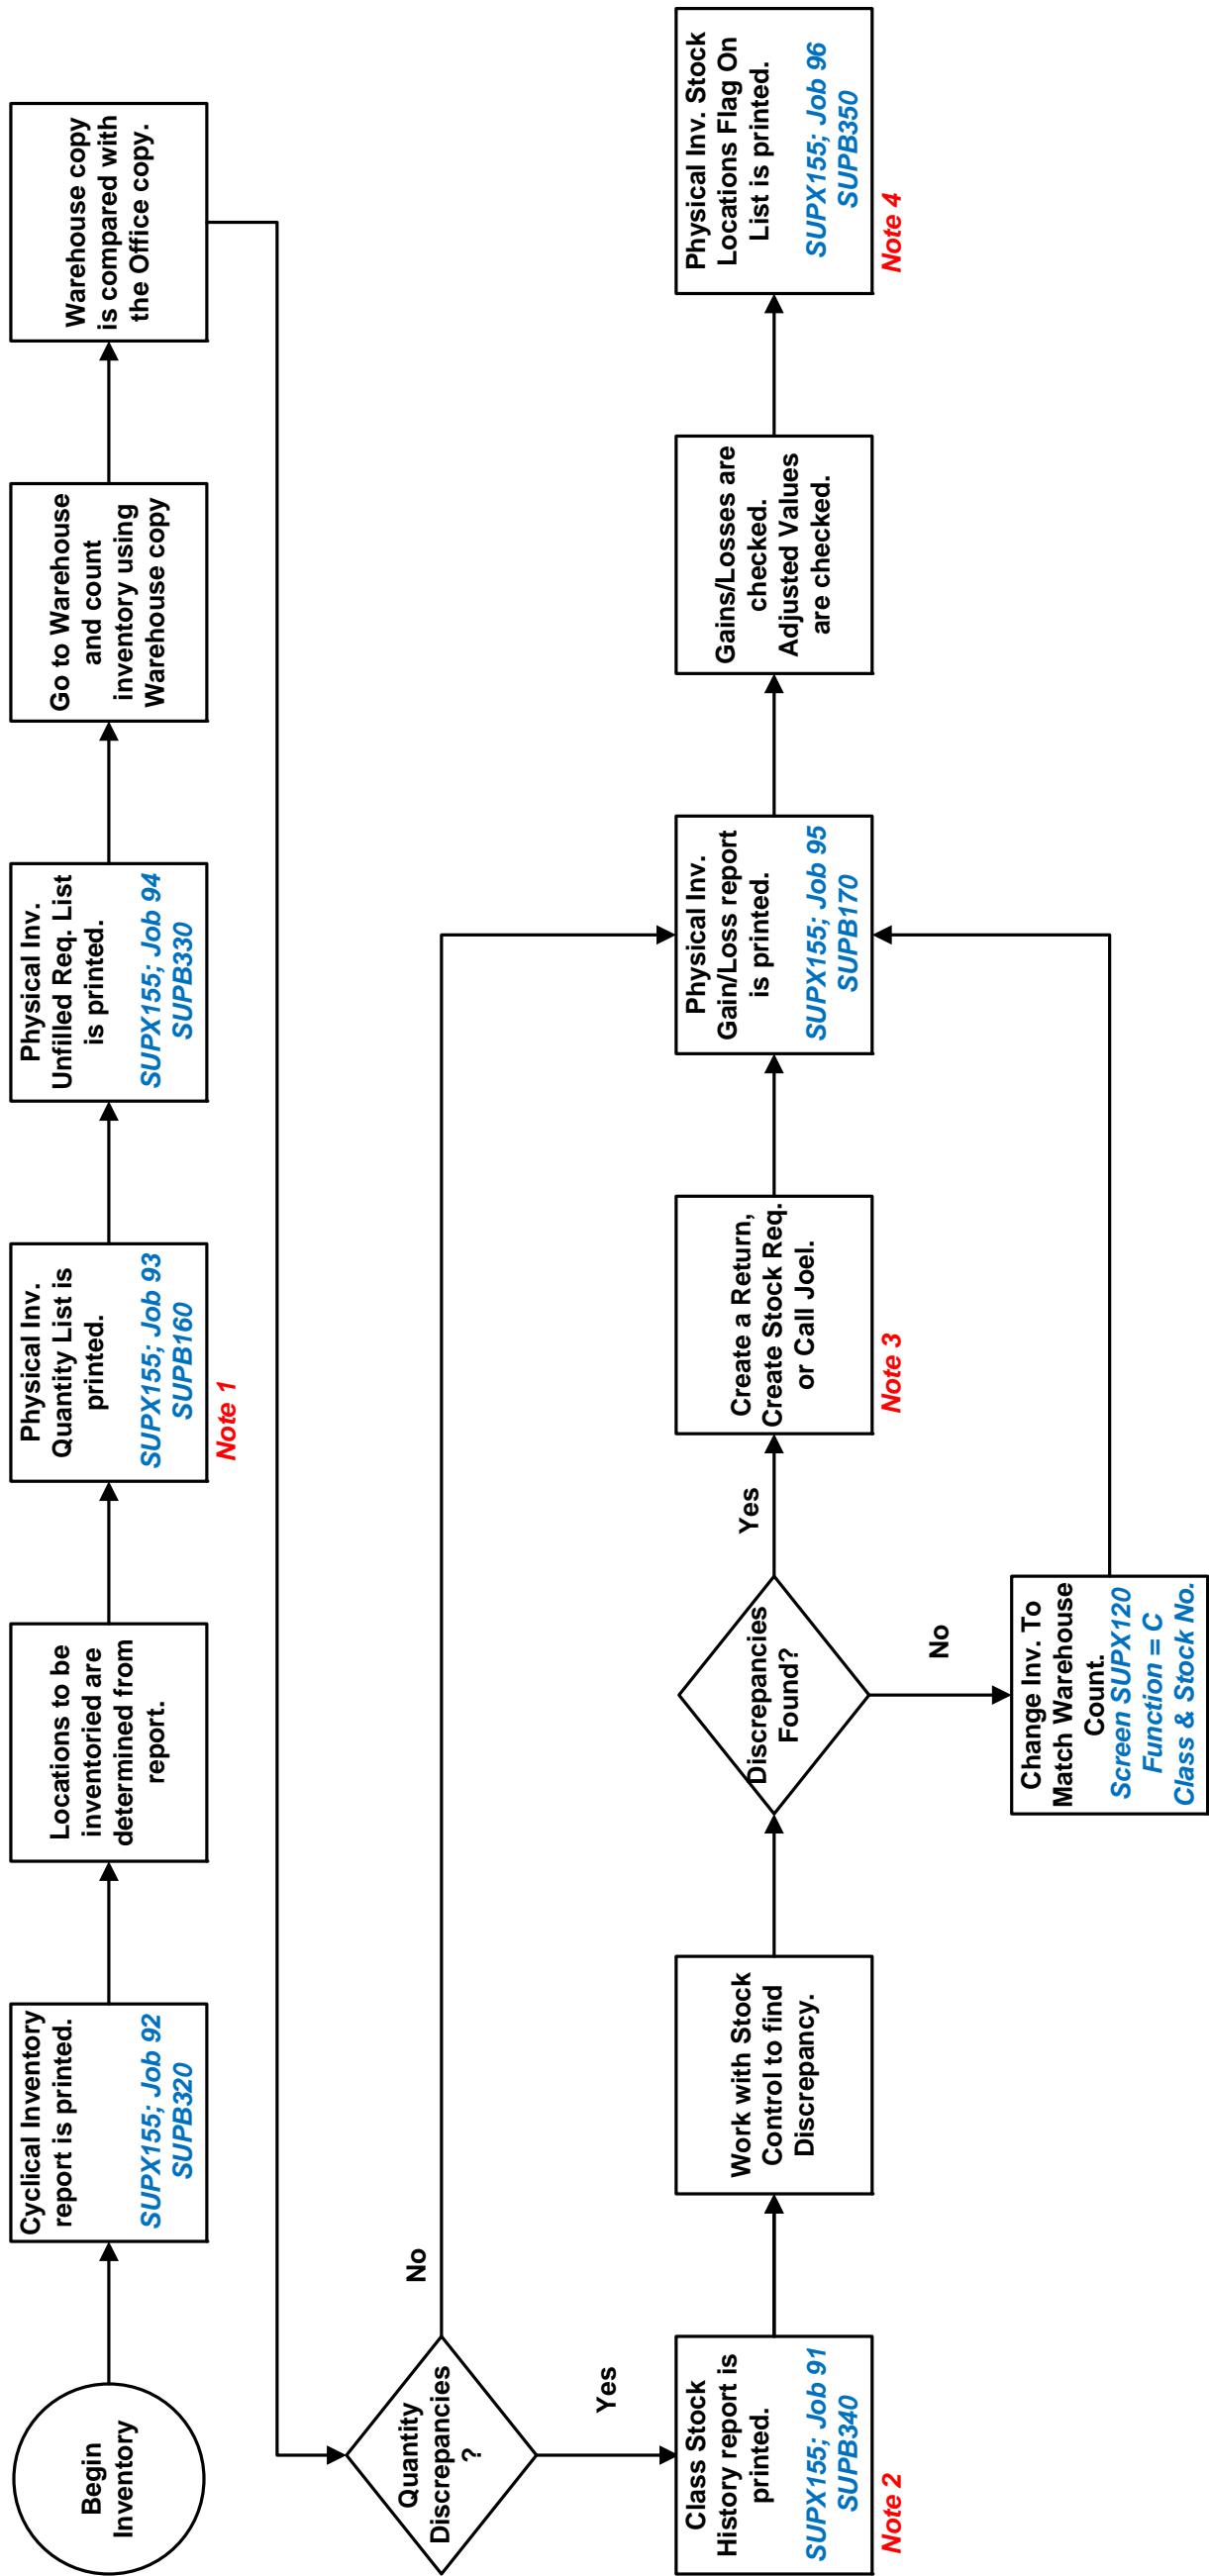 Begin
Inventory
Cyclical Inventory
report is printed.
SUPX155; Job 92
SUPB320
Locations to be
inventoried are
determined from
report.
Physical Inv.
Quantity List is
printed.
SUPX155; Job 93
SUPB160
Note 1
Physical Inv.
Unfilled Req. List
is printed.
SUPX155; Job 94
SUPB330
Go to Warehouse
and count
inventory using
Warehouse copy
Warehouse copy
is compared with
the Office copy.
Quantity
Discrepancies
?
No
Yes
Class Stock
History report is
printed.
SUPX155; Job 91
SUPB340
Note 2
Work with Stock
Control to find
Discrepancy.
Discrepancies
Found?
Yes
No
Create a Return,
Create Stock Req.
or Call Joel.
Note 3
Change Inv. To
Match Warehouse
Count.
Screen SUPX120
Function = C
Class & Stock No.
Physical Inv.
Gain/Loss report
is printed.
SUPX155; Job 95
SUPB170
Gains/Losses are
checked.
Adjusted Values
are checked.
Physical Inv. Stock
Locations Flag On
List is printed.
SUPX155; Job 96
SUPB350
Note 4